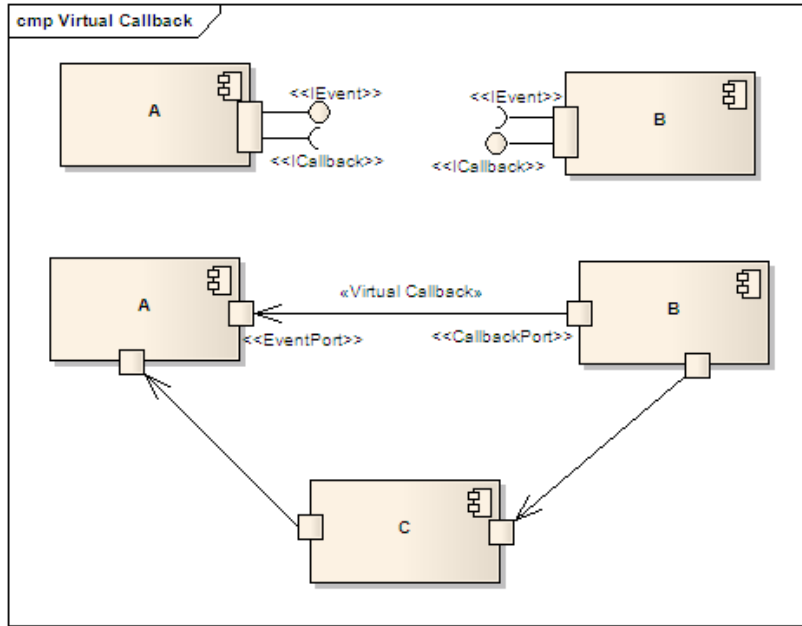 cmp Virtual Callback
A
<<IEvent>>
<<ICallback>>
<<IEvent>>
<<ICallback>>
B
A
«Virtual Callback»
<<EventPort>>
<<CallbackPort>>
B
C